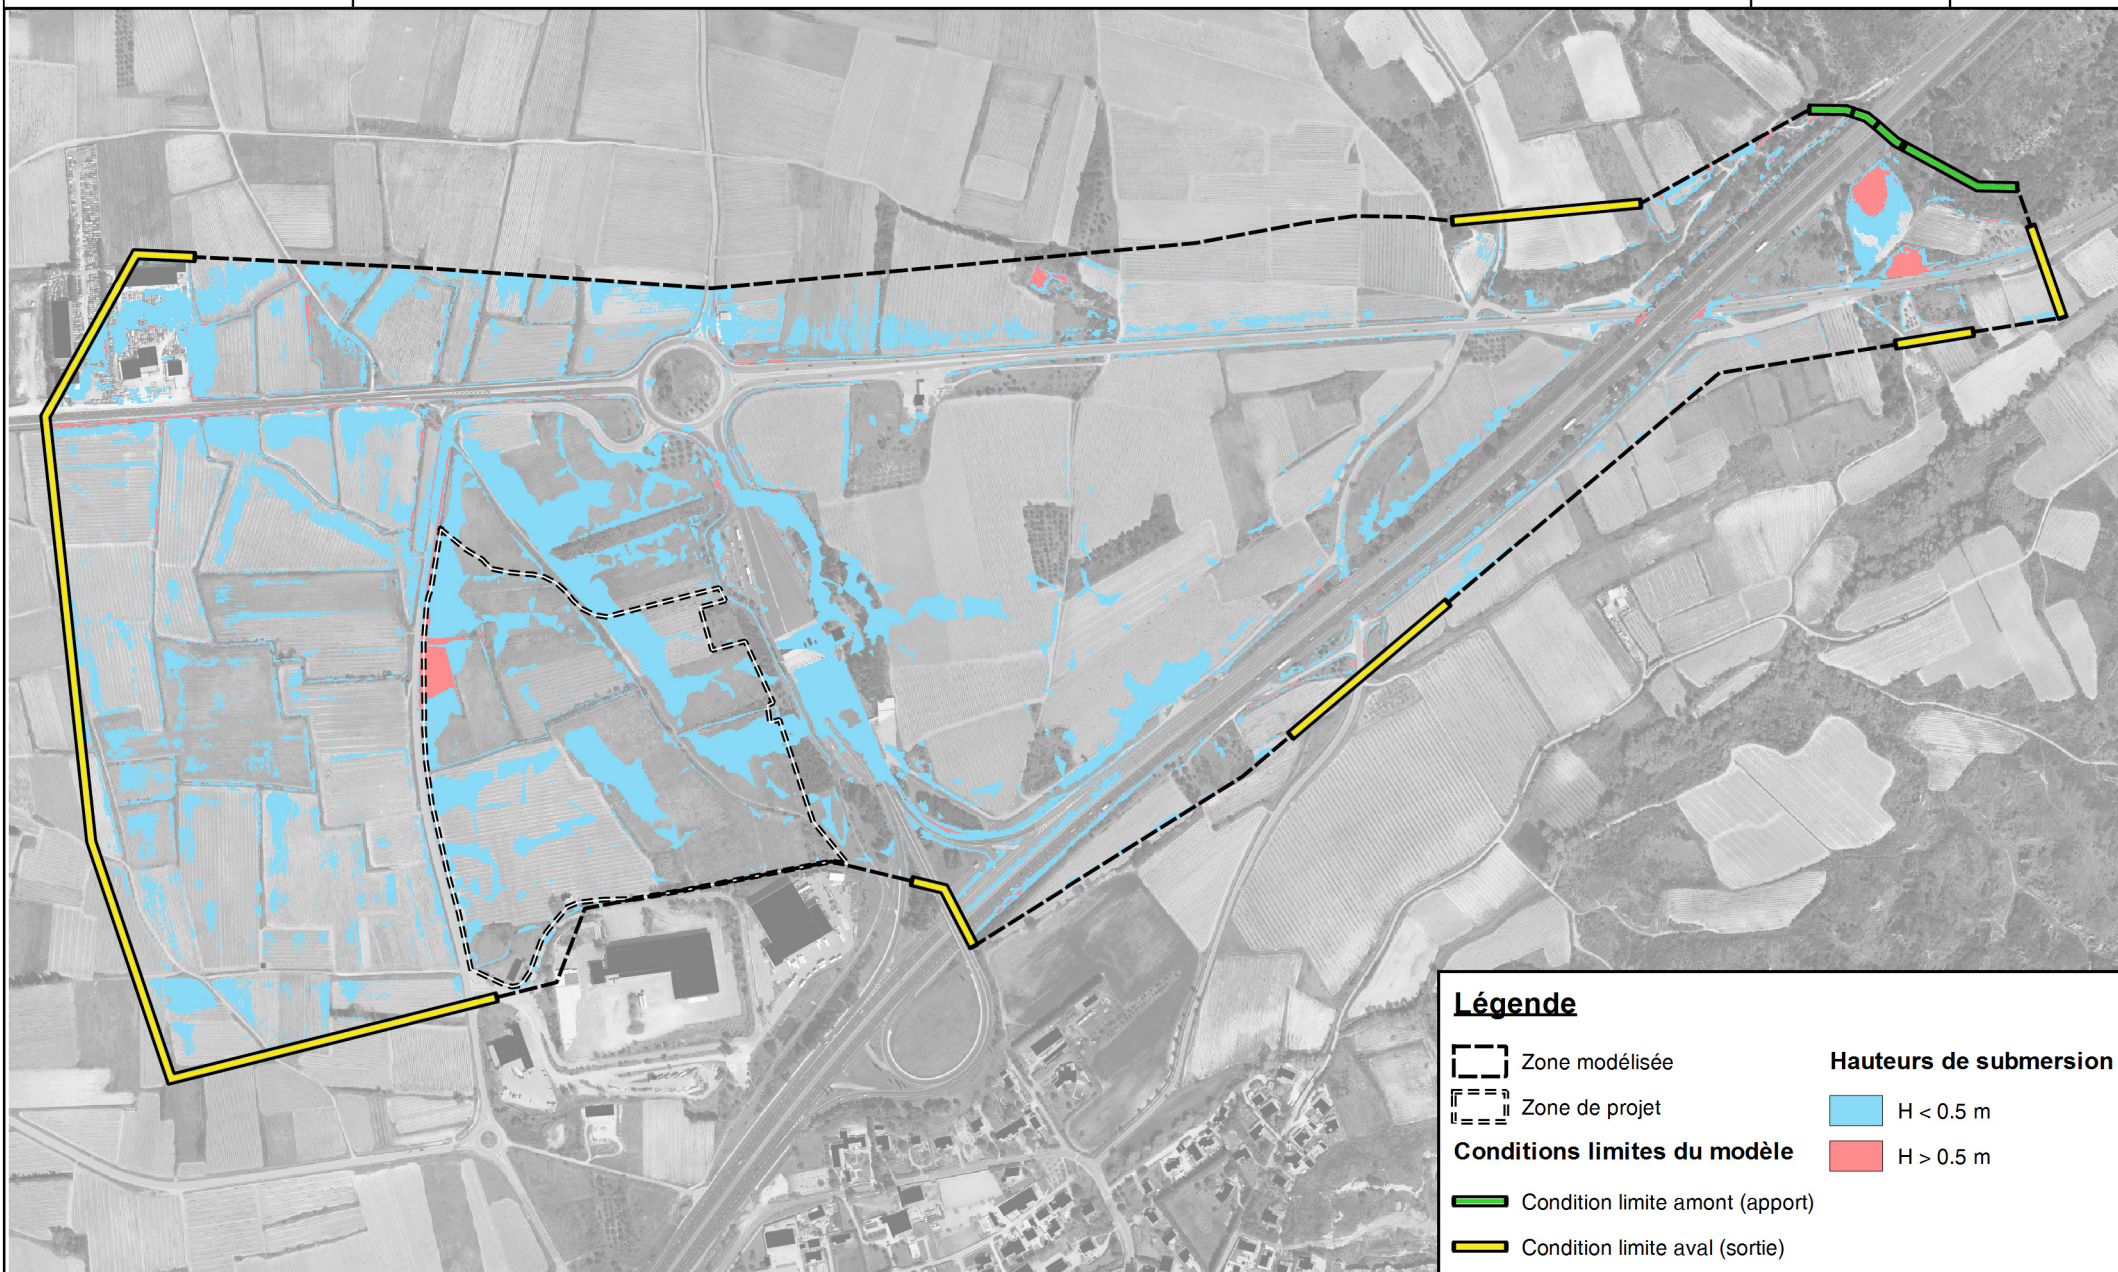 Légende
Zone modélisée
Zone de projet
Conditions limites du modèle
Condition limite amont (apport)
Condition limite aval (sortie)
Hauteurs de submersion
H < 0.5 m
H > 0.5 m